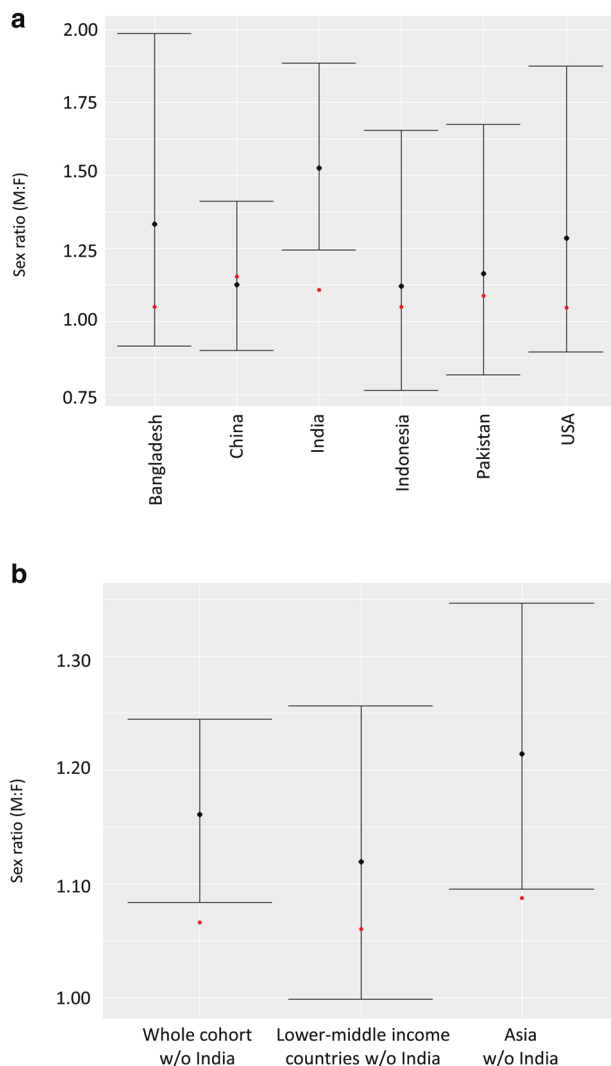 a
2.00
1.75
1.50
1.25
1.00
0.75
Sex ratio (M:F)
Bangladesh
China
India
Indonesia
Pakistan
USA
b
1.30
1.20
1.10
1.00
Sex ratio (M:F)
Whole cohort
w/o India
Lower-middle income
countries w/o India
Asia
w/o India